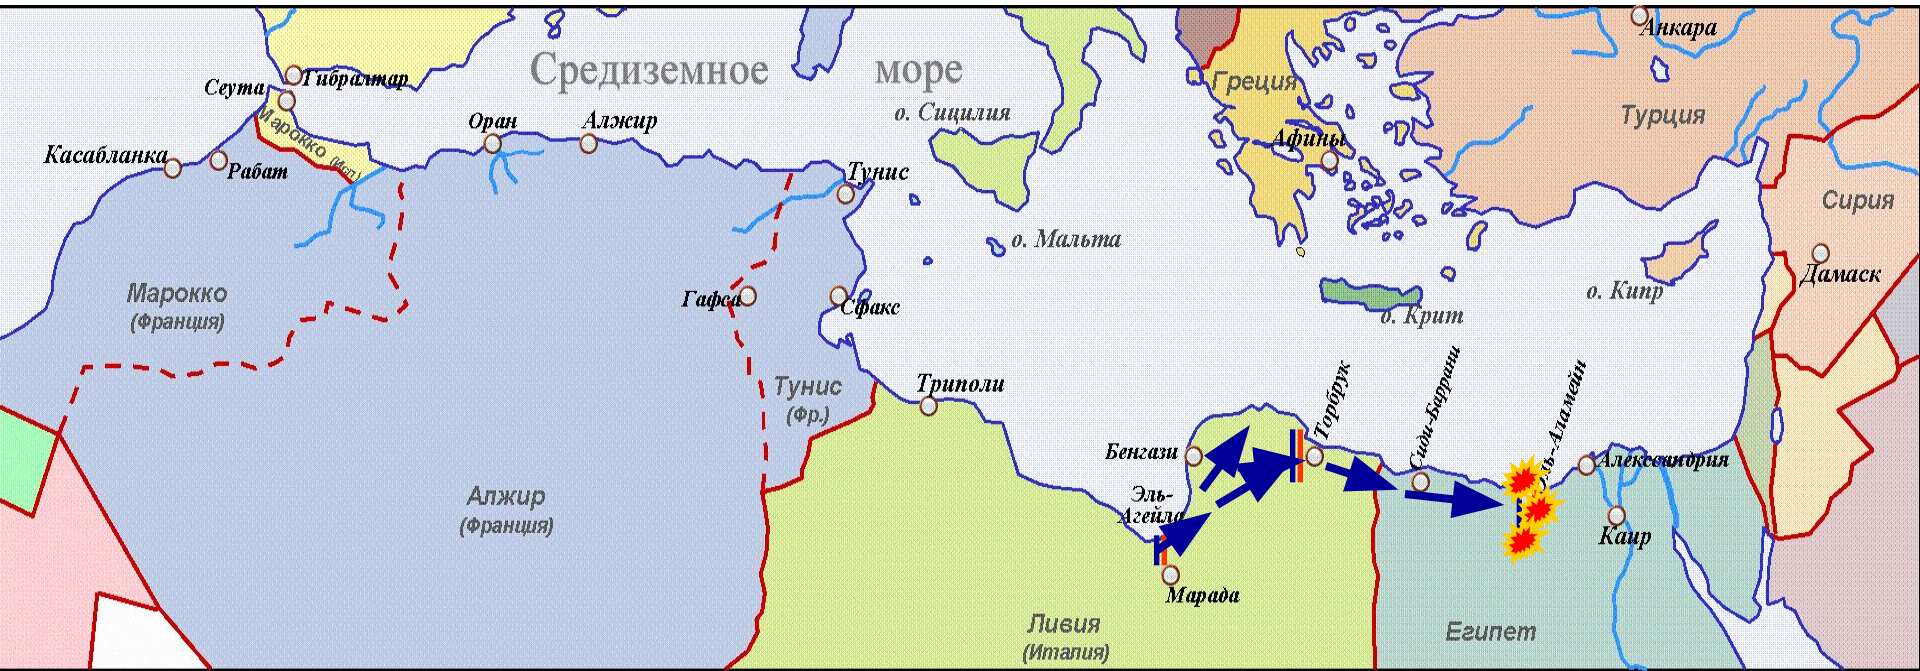 Анкара
Гибралтар
Средиземное море
Сеута
Греция
о. Сицилия
Турция
Марокко (Исп)
Оран
Алжир
Афины
Касабланка
Рабат
Тунис
Сирия
о. Мальта
Дамаск
Марокко
(Франция)
Гафса
Сфакс
о. Кипр
о. Крит
Тунис
(Фр.)
Триполи
Торбрук
Сиди-Баррани
Эль-Аламейн
Бенгази
Александрия
Эль-
Агейла
Алжир
(Франция)
Каир
Марада
Ливия
(Италия)
Египет